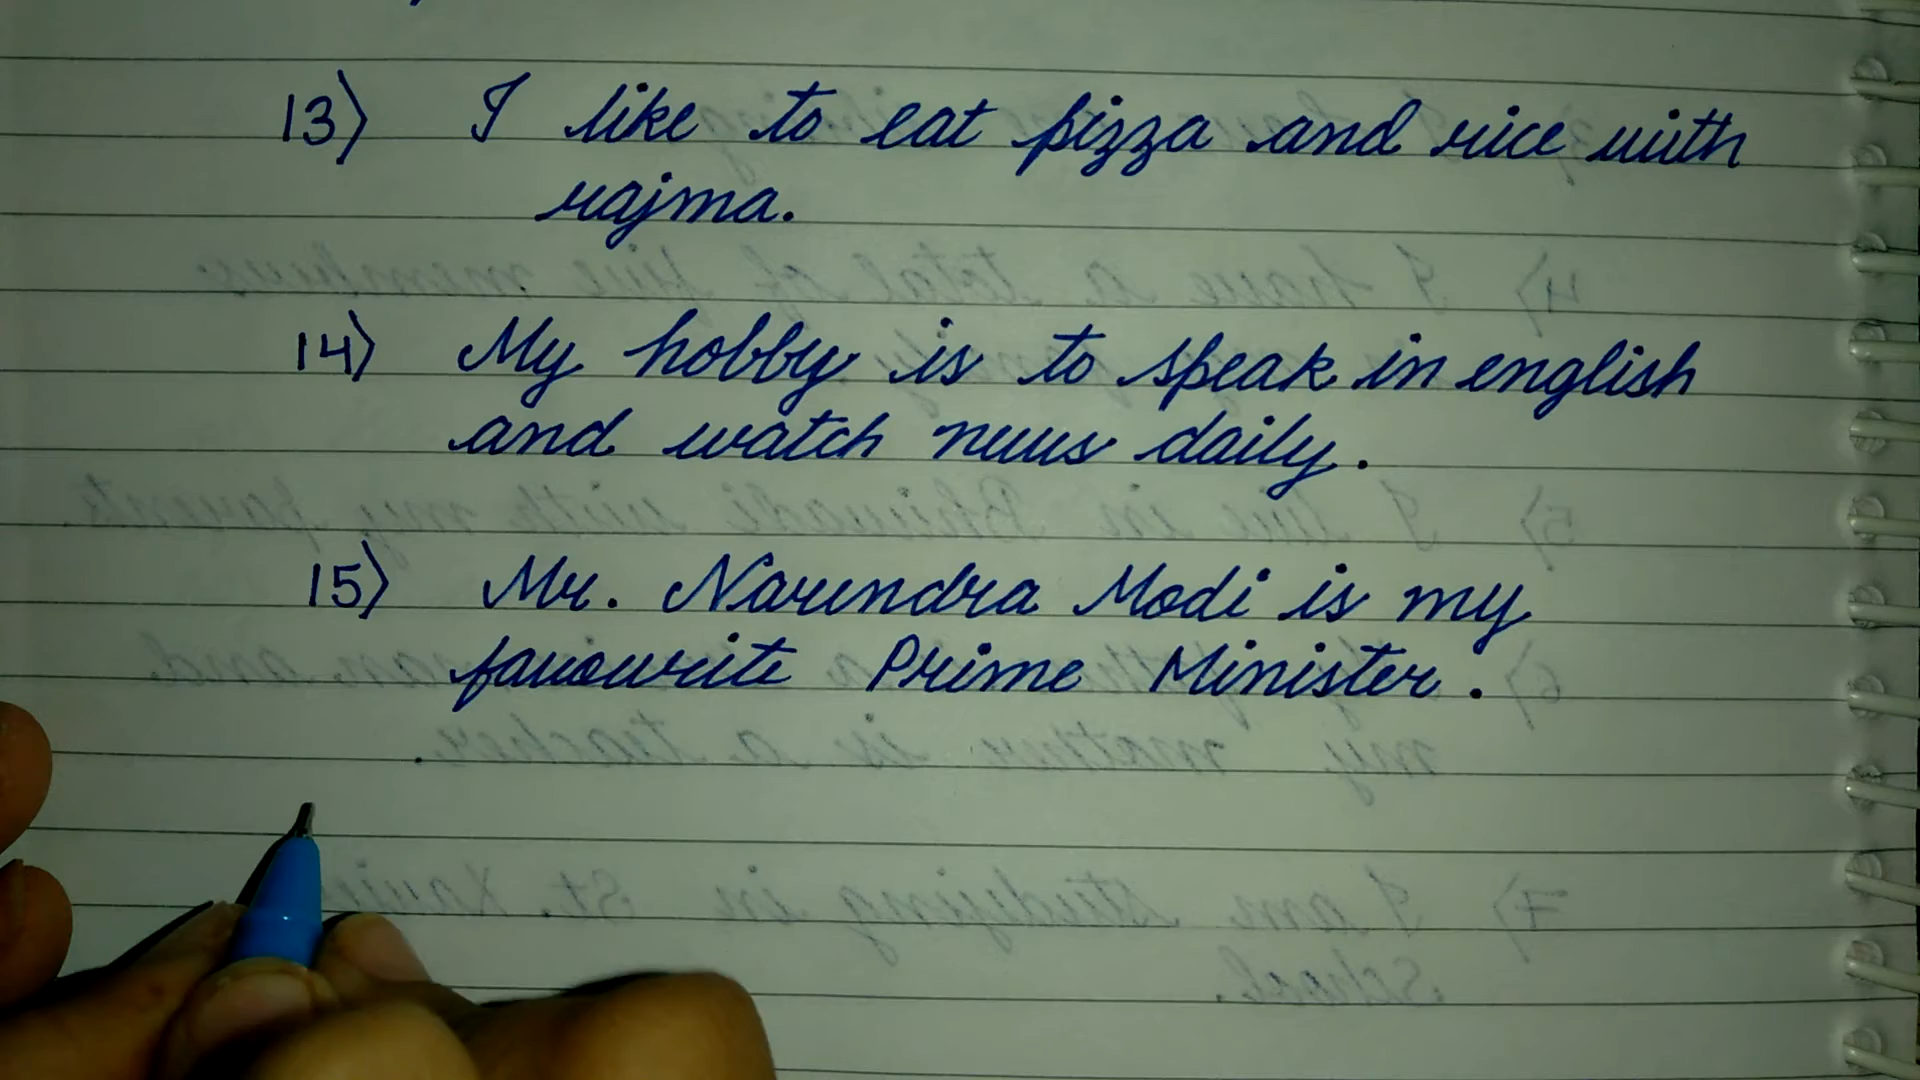 13) I like to eat pizza and rice with
rajma.
14) My hobby is to speak in english
and watch news daily.
15) Mr. Narendra Modi is my
favourite Prime Minister.